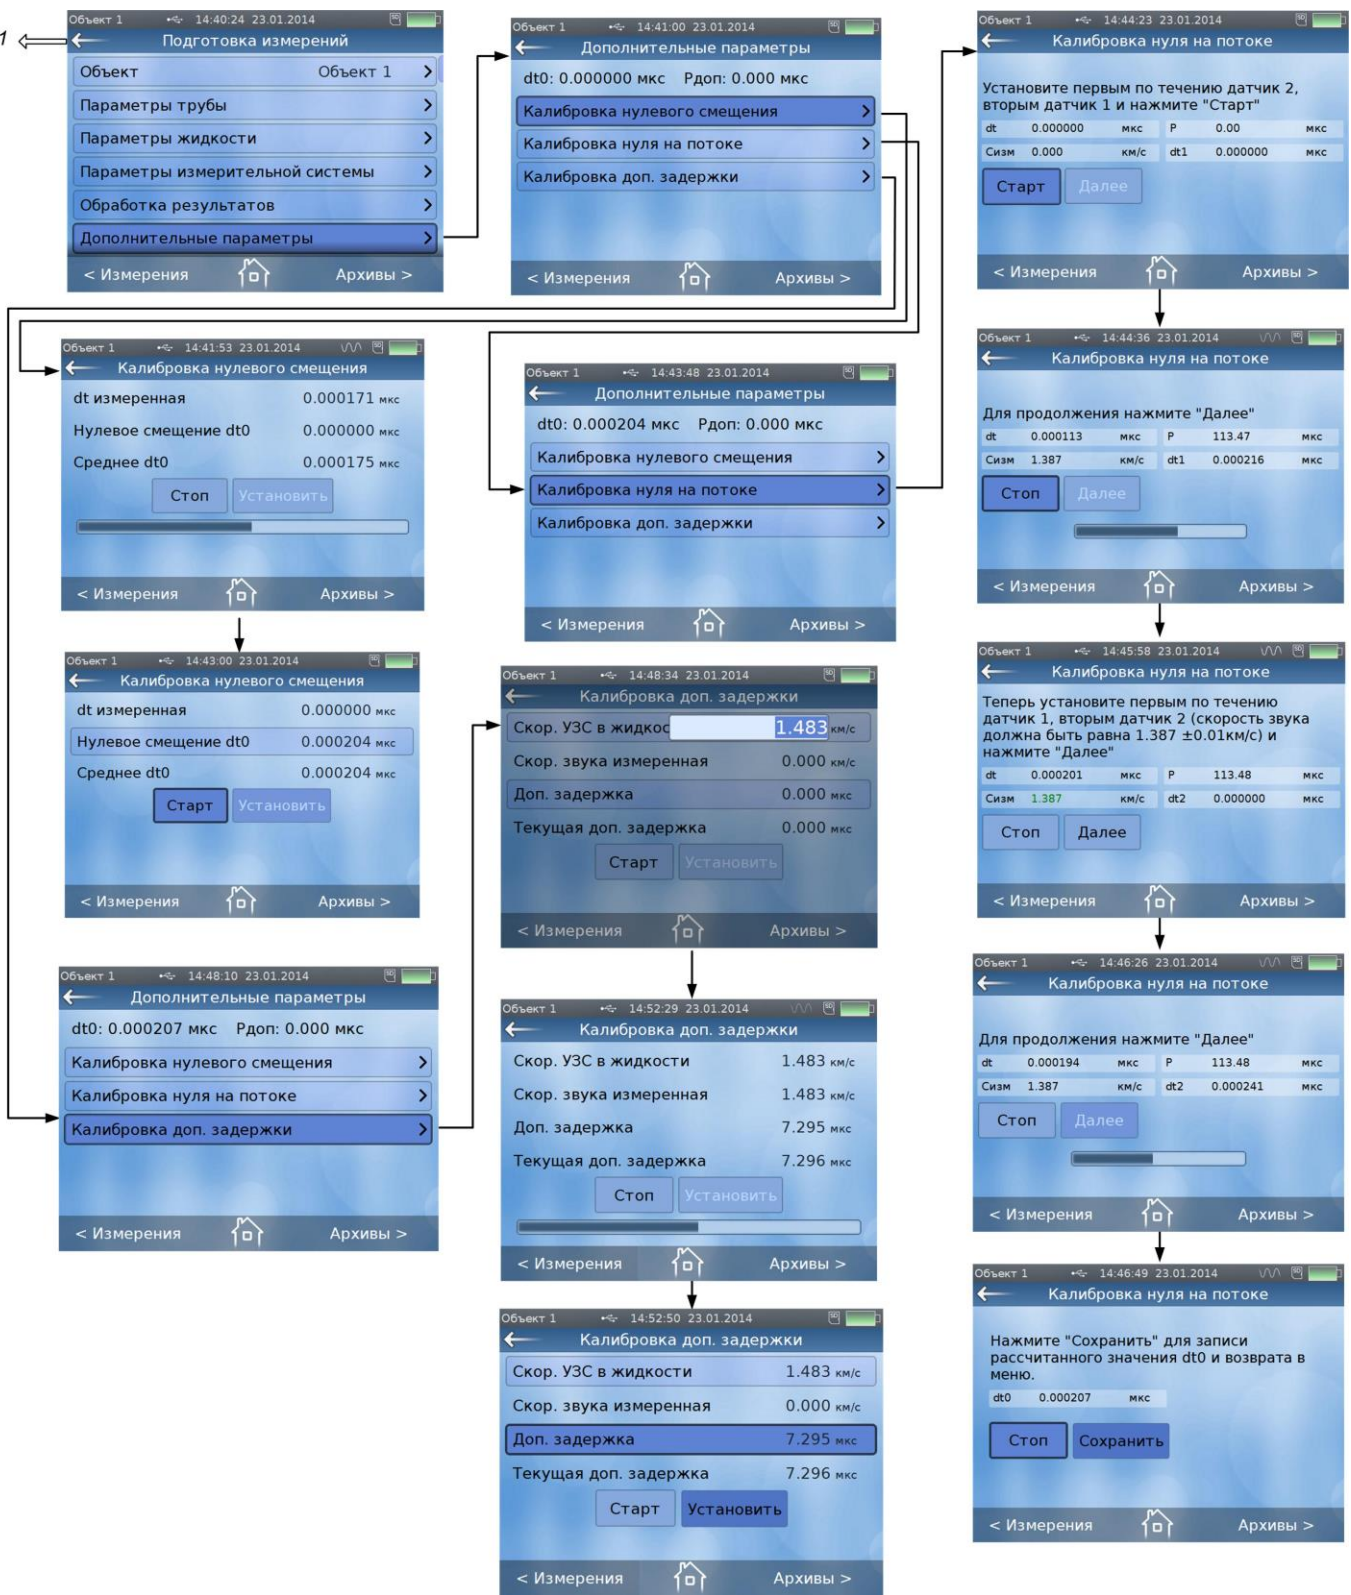 1
Объект 1 14:40:24 23.01.2014
Подготовка измерений
Объект Объект 1 >
Параметры трубы >
Параметры жидкости >
Параметры измерительной системы >
Обработка результатов >
Дополнительные параметры >
< Измерения Архивы >
Объект 1 14:41:00 23.01.2014
Дополнительные параметры
dt0: 0.000000 мкс Рдоп: 0.000 мкс
Калибровка нулевого смещения >
Калибровка нуля на потоке >
Калибровка доп. задержки >
< Измерения Архивы >
Объект 1 14:44:23 23.01.2014
Калибровка нуля на потоке
Установите первым по течению датчик 2,
вторым датчик 1 и нажмите "Старт"
dt 0.000000 мкс P 0.00 мкс
Сизм 0.000 км/с dt1 0.000000 мкс
Старт Далее
< Измерения Архивы >
Объект 1 14:41:53 23.01.2014
Калибровка нулевого смещения
dt измеренная 0.000171 мкс
Нулевое смещение dt0 0.000000 мкс
Среднее dt0 0.000175 мкс
Стоп Установить
< Измерения Архивы >
Объект 1 14:43:48 23.01.2014
Дополнительные параметры
dt0: 0.000204 мкс Рдоп: 0.000 мкс
Калибровка нулевого смещения >
Калибровка нуля на потоке >
Калибровка доп. задержки >
< Измерения Архивы >
Объект 1 14:44:36 23.01.2014
Калибровка нуля на потоке
Для продолжения нажмите "Далее"
dt 0.000113 мкс P 113.47 мкс
Сизм 1.387 км/с dt1 0.000216 мкс
Стоп Далее
< Измерения Архивы >
Объект 1 14:43:00 23.01.2014
Калибровка нулевого смещения
dt измеренная 0.000000 мкс
Нулевое смещение dt0 0.000204 мкс
Среднее dt0 0.000204 мкс
Старт Установить
< Измерения Архивы >
Объект 1 14:48:34 23.01.2014
Калибровка доп. задержки
Скор. УЗС в жидкос 1.483 км/с
Скор. звука измеренная 0.000 км/с
Доп. задержка 0.000 мкс
Текущая доп. задержка 0.000 мкс
Старт Установить
< Измерения Архивы >
Объект 1 14:45:58 23.01.2014
Калибровка нуля на потоке
Теперь установите первым по течению
датчик 1, вторым датчик 2 (скорость звука
должна быть равна 1.387 ±0.01км/с) и
нажмите "Далее"
dt 0.000201 мкс P 113.48 мкс
Сизм 1.387 км/с dt2 0.000000 мкс
Стоп Далее
< Измерения Архивы >
Объект 1 14:48:10 23.01.2014
Дополнительные параметры
dt0: 0.000207 мкс Рдоп: 0.000 мкс
Калибровка нулевого смещения >
Калибровка нуля на потоке >
Калибровка доп. задержки >
< Измерения Архивы >
Объект 1 14:52:29 23.01.2014
Калибровка доп. задержки
Скор. УЗС в жидкости 1.483 км/с
Скор. звука измеренная 1.483 км/с
Доп. задержка 7.295 мкс
Текущая доп. задержка 7.296 мкс
Стоп Установить
< Измерения Архивы >
Объект 1 14:46:26 23.01.2014
Калибровка нуля на потоке
Для продолжения нажмите "Далее"
dt 0.000194 мкс P 113.48 мкс
Сизм 1.387 км/с dt2 0.000241 мкс
Стоп Далее
< Измерения Архивы >
Объект 1 14:52:50 23.01.2014
Калибровка доп. задержки
Скор. УЗС в жидкости 1.483 км/с
Скор. звука измеренная 0.000 км/с
Доп. задержка 7.295 мкс
Текущая доп. задержка 7.296 мкс
Старт Установить
< Измерения Архивы >
Объект 1 14:46:49 23.01.2014
Калибровка нуля на потоке
Нажмите "Сохранить" для записи
рассчитанного значения dt0 и возврата в
меню.
dt0 0.000207 мкс
Стоп Сохранить
< Измерения Архивы >